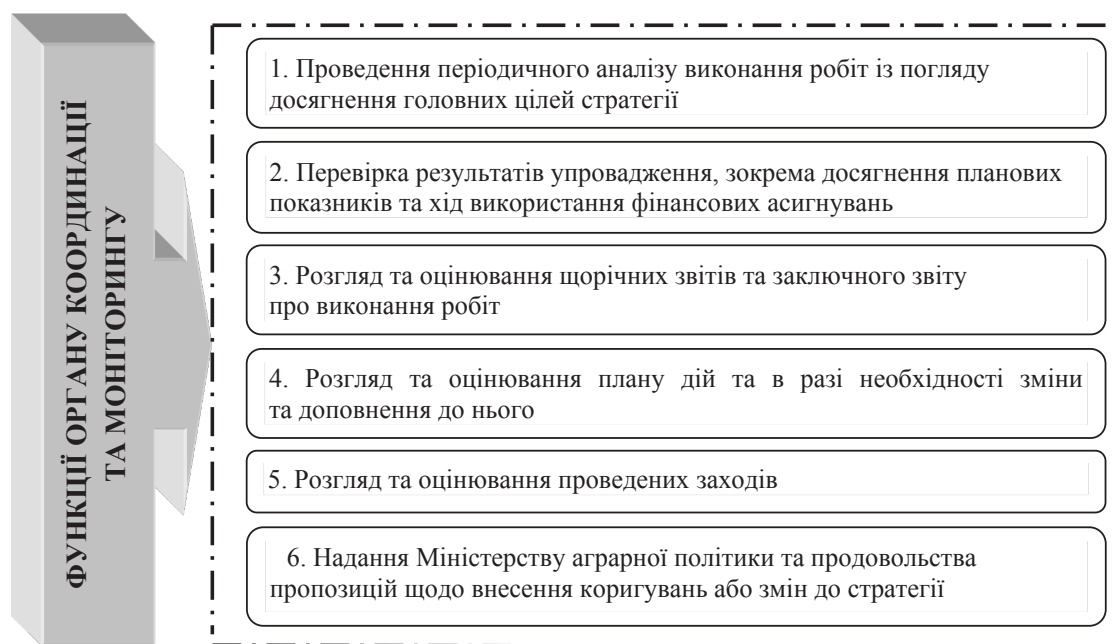 ФУНКЦІЇ ОРГАНУ КООРДИНАЦІЇ
ТА МОНІТОРИНГУ
1. Проведення періодичного аналізу виконання робіт із погляду
досягнення головних цілей стратегії
2. Перевірка результатів упровадження, зокрема досягнення планових
показників та хід використання фінансових асигнувань
3. Розгляд та оцінювання щорічних звітів та заключного звіту
про виконання робіт
4. Розгляд та оцінювання плану дій та в разі необхідності зміни
та доповнення до нього
5. Розгляд та оцінювання проведених заходів
6. Надання Міністерству аграрної політики та продовольства
пропозицій щодо внесення коригувань або змін до стратегії